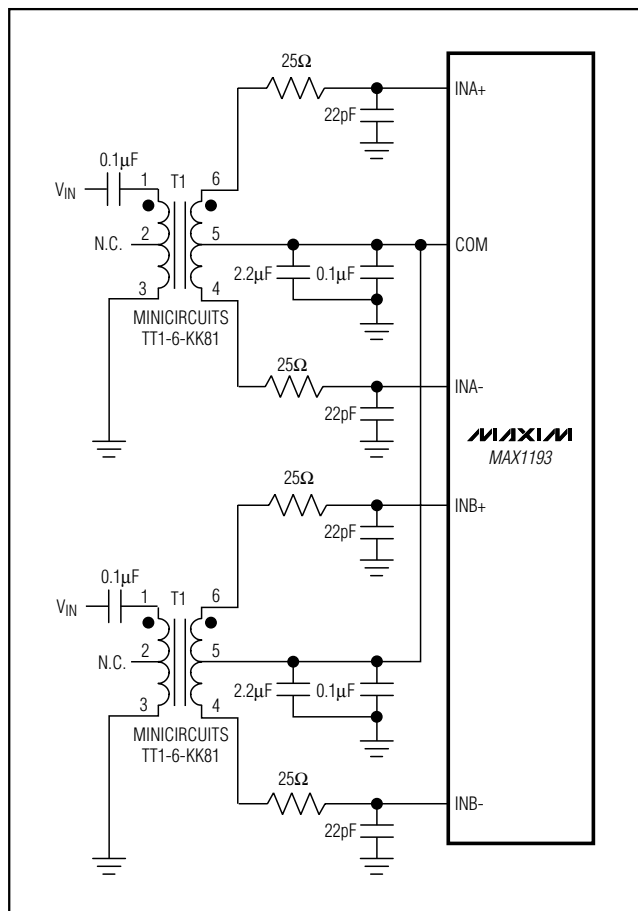 25Ω
INA+
22pF
0.1μF
VIN
1
T1
6
N.C.
2
5
COM
2.2μF
0.1μF
3
4
MINICIRCUITS
TT1-6-KK81
25Ω
INA-
22pF
MAXIM
MAX1193
25Ω
INB+
22pF
0.1μF
VIN
1
T1
6
N.C.
2
5
2.2μF
0.1μF
3
4
MINICIRCUITS
TT1-6-KK81
25Ω
INB-
22pF